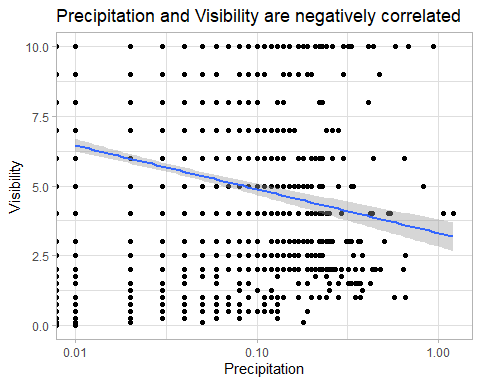 Precipitation and Visibility are negatively correlated
10.0
7.5
5.0
2.5
0.0
Visibility
0.01 0.10 1.00
Precipitation